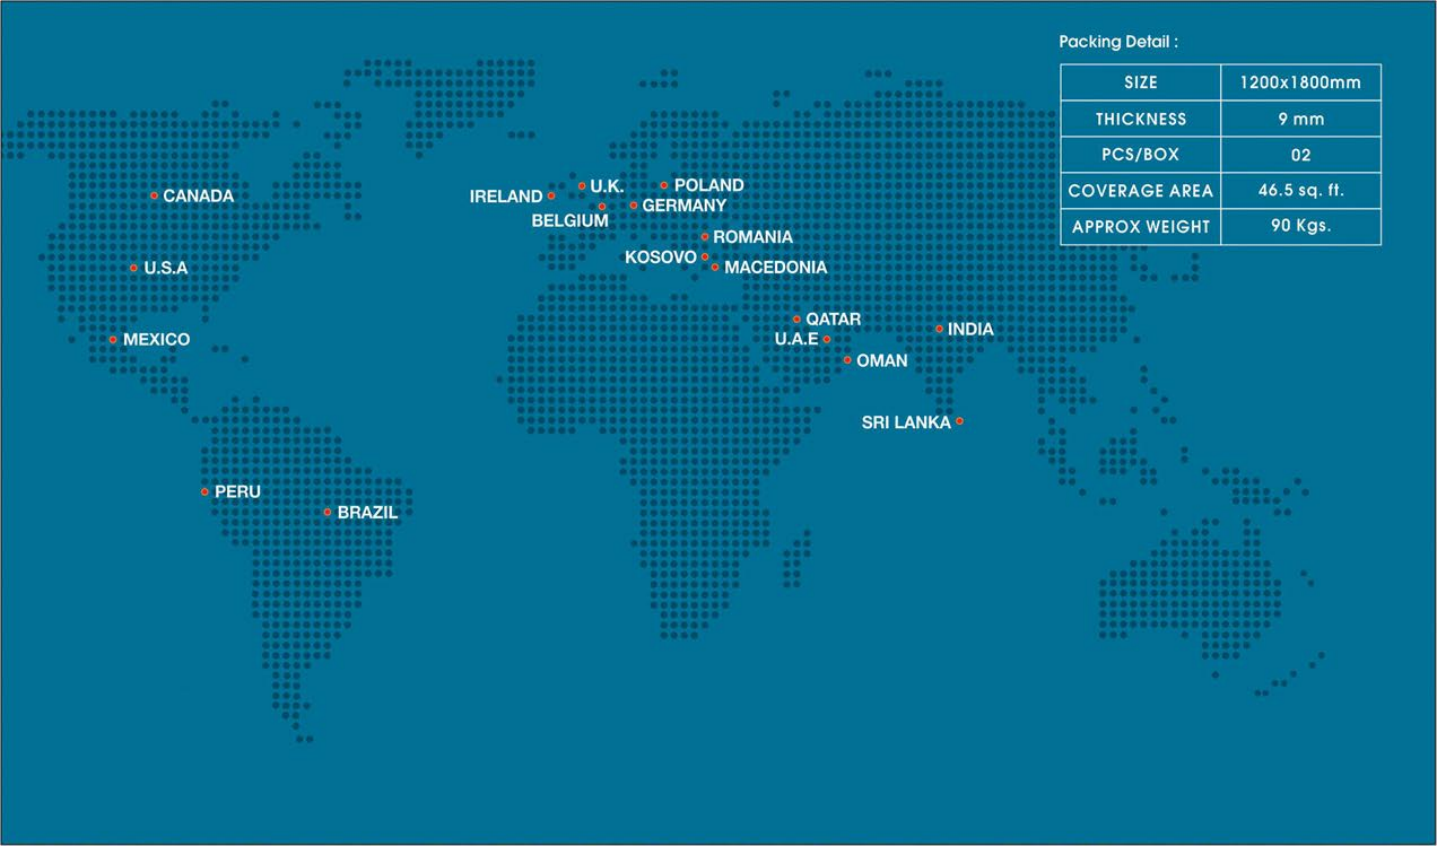 Packing Detail :
SIZE 1200x1800mm
THICKNESS 9 mm
PCS/BOX 02
COVERAGE AREA 46.5 sq. ft.
APPROX WEIGHT 90 Kgs.
CANADA
U.S.A
MEXICO
PERU
BRAZIL
IRELAND
U.K.
BELGIUM
POLAND
GERMANY
ROMANIA
KOSOVO
MACEDONIA
QATAR
U.A.E
OMAN
INDIA
SRI LANKA